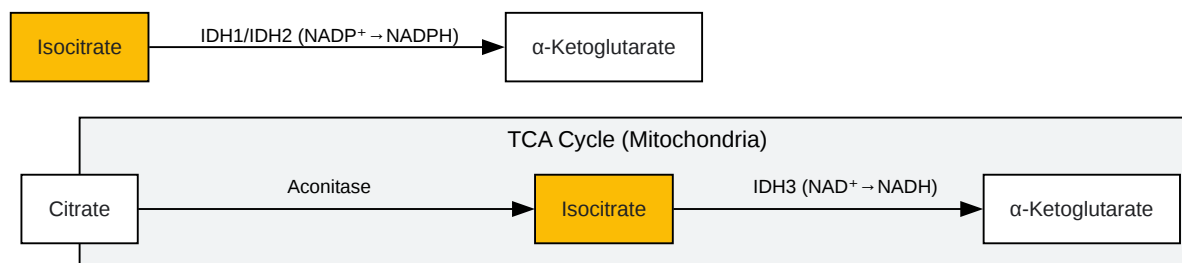 Isocitrate
IDH1/IDH2 (NADP⁺→NADPH)
α-Ketoglutarate
TCA Cycle (Mitochondria)
Citrate
Aconitase
Isocitrate
IDH3 (NAD⁺→NADH)
α-Ketoglutarate